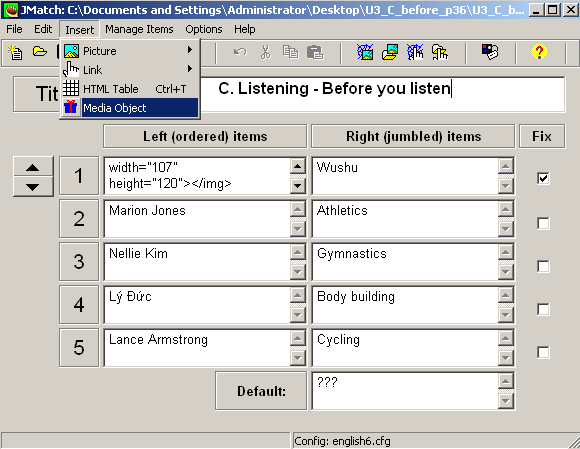 JMatch: C:\Documents and Settings\Administrator\Desktop\U3_C_before_p36\U3_C_b...
File Edit Insert Manage Items Options Help
Picture
Link
HTML Table Ctrl+T
Media Object
Tit
C. Listening - Before you listen
Left (ordered) items Right (jumbled) items Fix
1 width="107" height="120"></img> Wushu
2 Marion Jones Athletics
3 Nellie Kim Gymnastics
4 Lý Đức Body building
5 Lance Armstrong Cycling
Default: ???
Config: english6.cfg